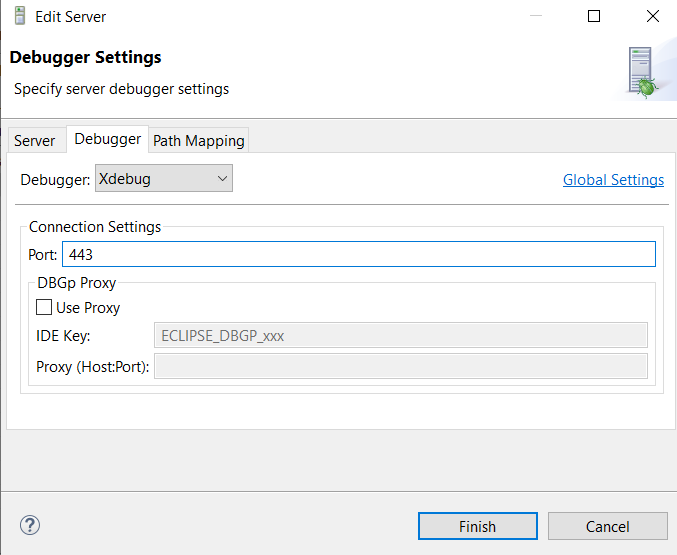 Edit Server
Debugger Settings
Specify server debugger settings
Server Debugger Path Mapping
Debugger: Xdebug Global Settings
Connection Settings
Port: 443
DBGp Proxy
Use Proxy
IDE Key: ECLIPSE_DBGP_xxx
Proxy (Host:Port):
? Finish Cancel